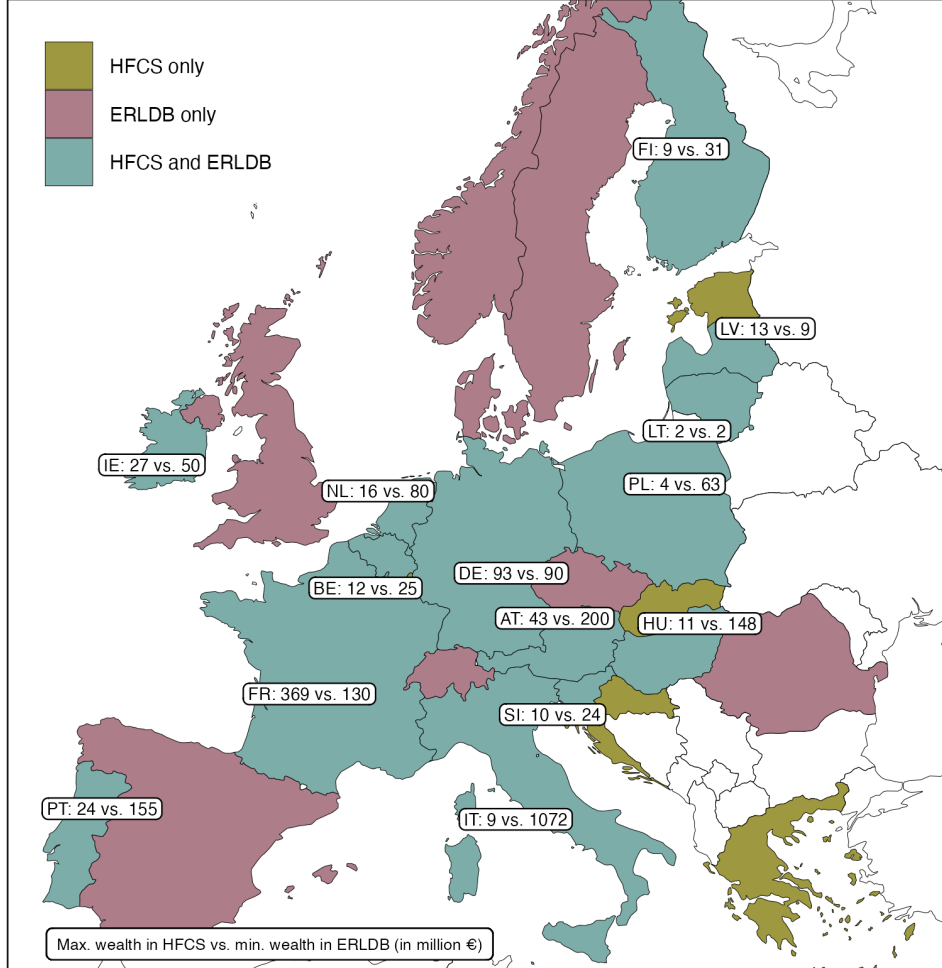 HFCS only
ERLDB only
HFCS and ERLDB
FI: 9 vs. 31
LV: 13 vs. 9
LT: 2 vs. 2
IE: 27 vs. 50
NL: 16 vs. 80
PL: 4 vs. 63
DE: 93 vs. 90
BE: 12 vs. 25
AT: 43 vs. 200
HU: 11 vs. 148
FR: 369 vs. 130
SI: 10 vs. 24
PT: 24 vs. 155
IT: 9 vs. 1072
Max. wealth in HFCS vs. min. wealth in ERLDB (in million €)